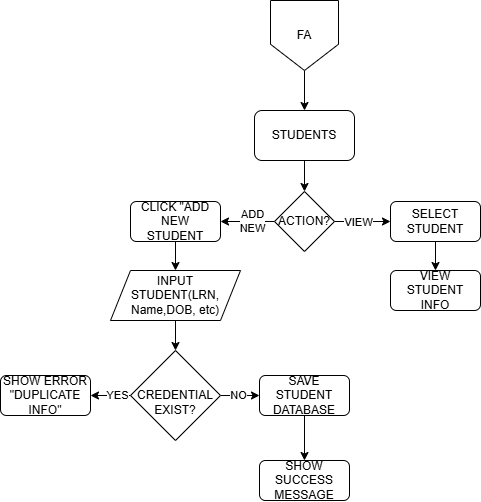 FA
STUDENTS
ACTION?
ADD
NEW
VIEW
CLICK "ADD
NEW
STUDENT
SELECT
STUDENT
INPUT
STUDENT(LRN,
Name,DOB, etc)
VIEW
STUDENT
INFO
CREDENTIAL
EXIST?
YES
NO
SHOW ERROR
"DUPLICATE
INFO"
SAVE
STUDENT
DATABASE
SHOW
SUCCESS
MESSAGE